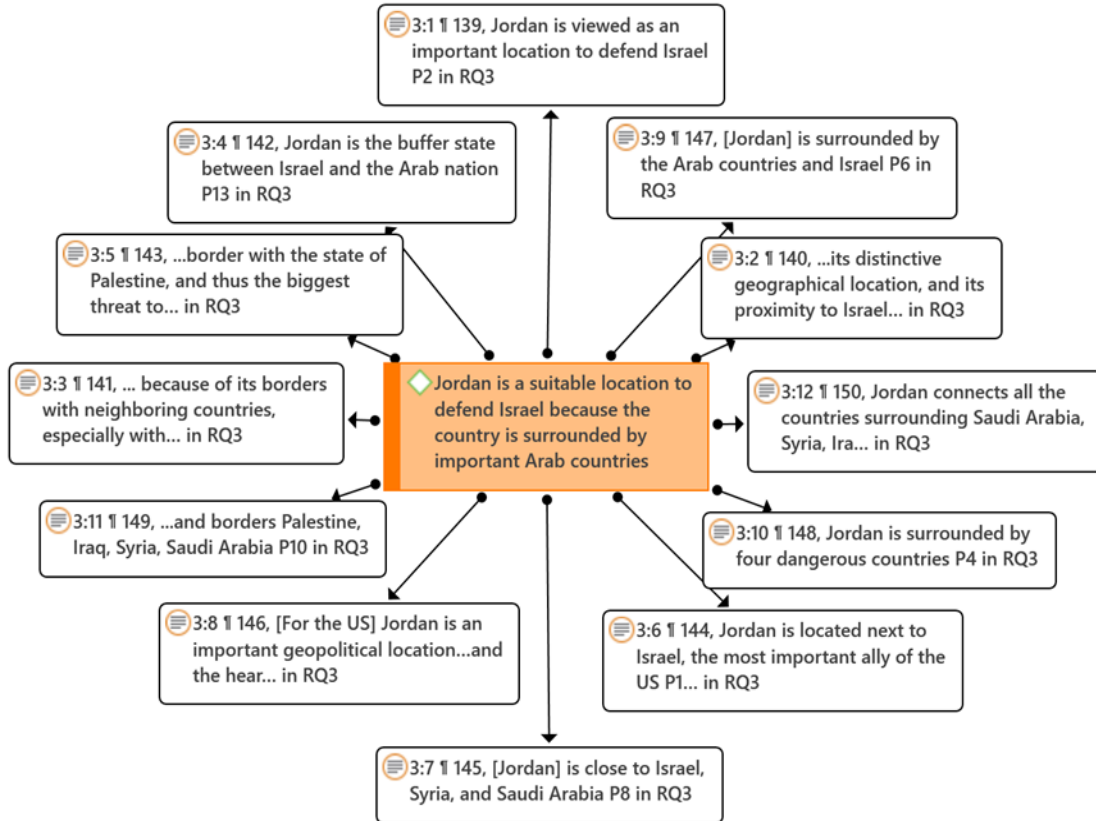 3:1 ¶ 139, Jordan is viewed as an
important location to defend Israel
P2 in RQ3
3:4 ¶ 142, Jordan is the buffer state
between Israel and the Arab nation
P13 in RQ3
3:9 ¶ 147, [Jordan] is surrounded by
the Arab countries and Israel P6 in
RQ3
3:5 ¶ 143, ...border with the state of
Palestine, and thus the biggest
threat to... in RQ3
3:2 ¶ 140, ...its distinctive
geographical location, and its
proximity to Israel... in RQ3
3:3 ¶ 141, ... because of its borders
with neighboring countries,
especially with... in RQ3
Jordan is a suitable location to
defend Israel because the
country is surrounded by
important Arab countries
3:12 ¶ 150, Jordan connects all the
countries surrounding Saudi Arabia,
Syria, Ira... in RQ3
3:11 ¶ 149, ...and borders Palestine,
Iraq, Syria, Saudi Arabia P10 in RQ3
3:10 ¶ 148, Jordan is surrounded by
four dangerous countries P4 in RQ3
3:8 ¶ 146, [For the US] Jordan is an
important geopolitical location...and
the hear... in RQ3
3:6 ¶ 144, Jordan is located next to
Israel, the most important ally of the
US P1... in RQ3
3:7 ¶ 145, [Jordan] is close to Israel,
Syria, and Saudi Arabia P8 in RQ3